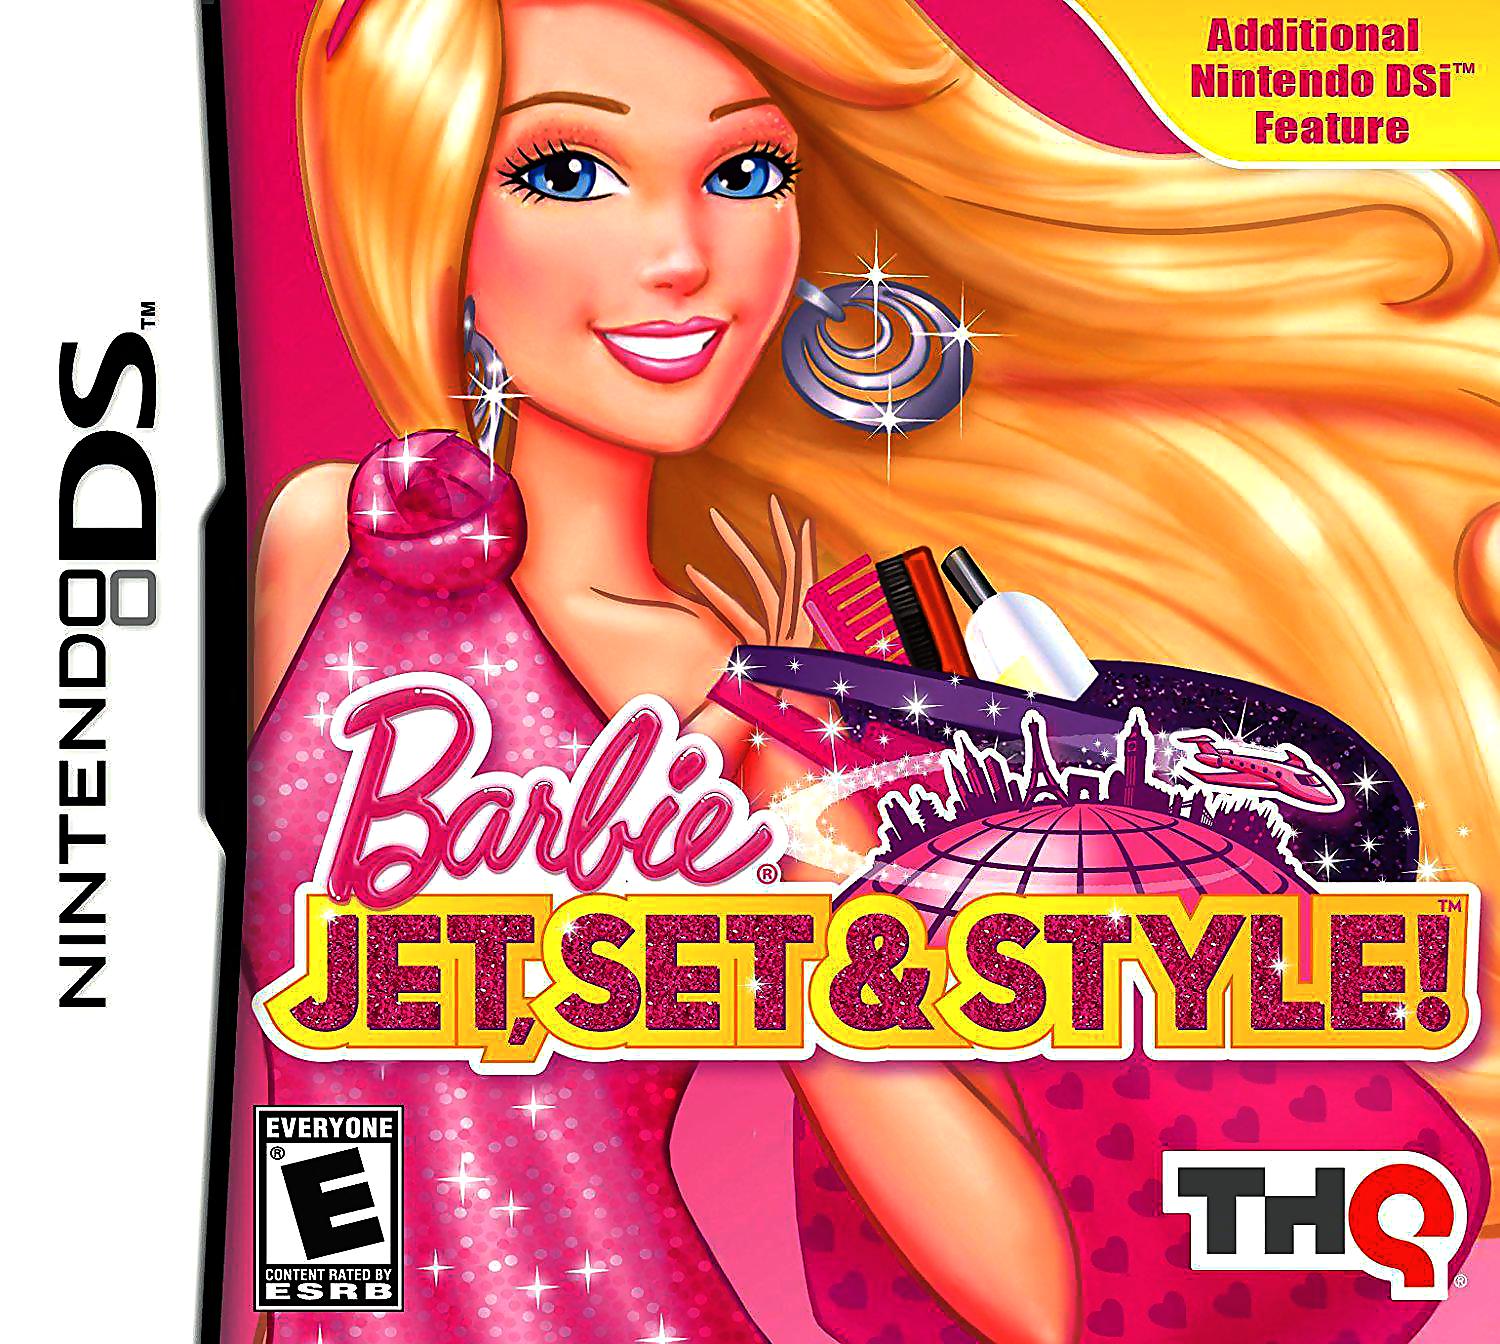 Additional
Nintendo DSi™
Feature
NINTENDO DS™
Barbie®
JET, SET & STYLE!™
EVERYONE
E®
CONTENT RATED BY
ESRB
THQ®